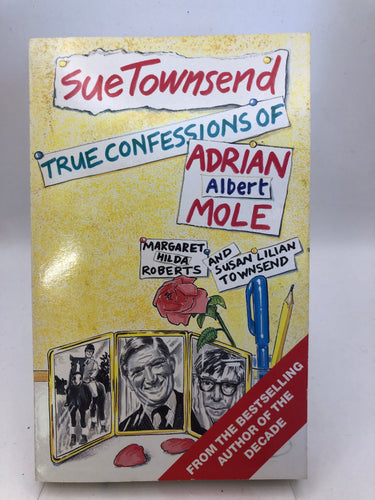 Sue Townsend
TRUE CONFESSIONS OF
ADRIAN
Albert
MOLE
MARGARET
HILDA
ROBERTS
AND
SUSAN LILIAN
TOWNSEND
FROM THE BESTSELLING
AUTHOR OF THE
DECADE